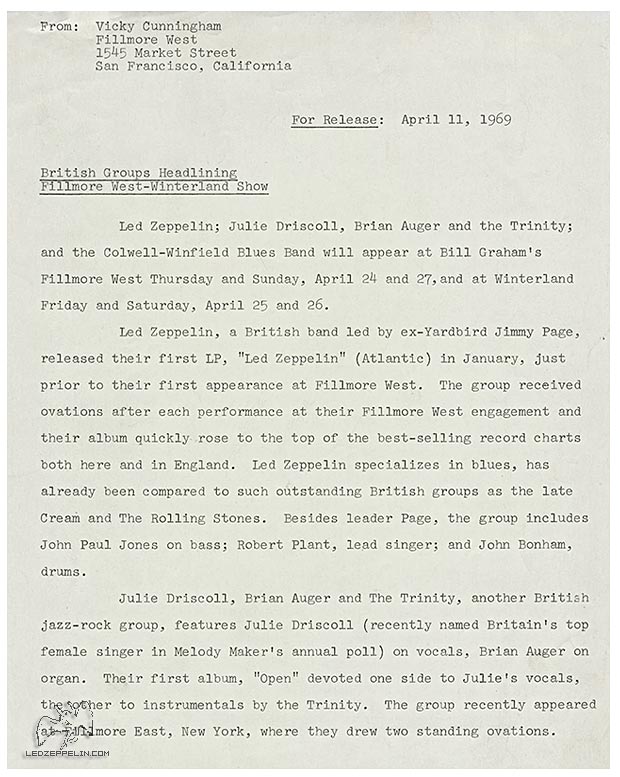 From: Vicky Cunningham
Fillmore West
1545 Market Street
San Francisco, California
For Release: April 11, 1969
British Groups Headlining
Fillmore West-Winterland Show
Led Zeppelin; Julie Driscoll, Brian Auger and the Trinity;
and the Colwell-Winfield Blues Band will appear at Bill Graham's
Fillmore West Thursday and Sunday, April 24 and 27,and at Winterland
Friday and Saturday, April 25 and 26.
Led Zeppelin, a British band led by ex-Yardbird Jimmy Page,
released their first LP, "Led Zeppelin" (Atlantic) in January, just
prior to their first appearance at Fillmore West. The group received
ovations after each performance at their Fillmore West engagement and
their album quickly rose to the top of the best-selling record charts
both here and in England. Led Zeppelin specializes in blues, has
already been compared to such outstanding British groups as the late
Cream and The Rolling Stones. Besides leader Page, the group includes
John Paul Jones on bass; Robert Plant, lead singer; and John Bonham,
drums.
Julie Driscoll, Brian Auger and The Trinity, another British
jazz-rock group, features Julie Driscoll (recently named Britain's top
female singer in Melody Maker's annual poll) on vocals, Brian Auger on
organ. Their first album, "Open" devoted one side to Julie's vocals,
the other to instrumentals by the Trinity. The group recently appeared
at Fillmore East, New York, where they drew two standing ovations.
LEDZEPPELIN.COM